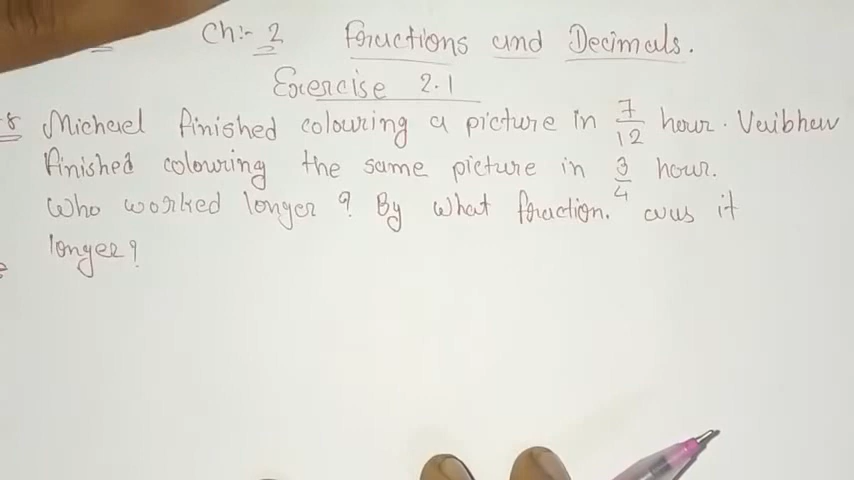 Ch:- 2 Fractions and Decimals.
Exercise 2.1
8 Michael finished colouring a picture in 7/12 hour. Vaibhav
finished colouring the same picture in 3/4 hour.
Who worked longer? By what fraction. was it
longer?